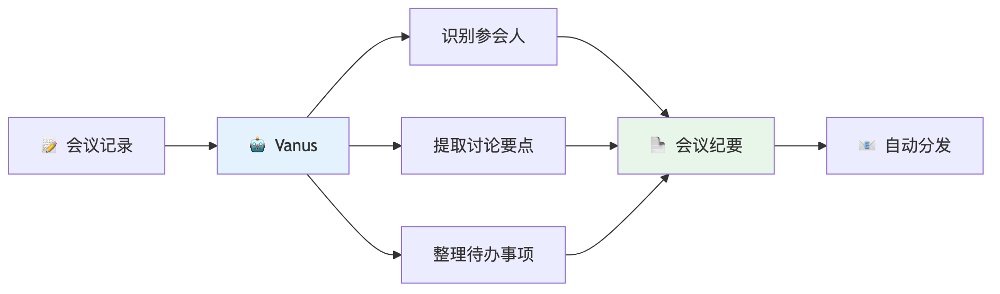 📝 会议记录
🤖 Vanus
识别参会人
提取讨论要点
整理待办事项
📄 会议纪要
📧 自动分发